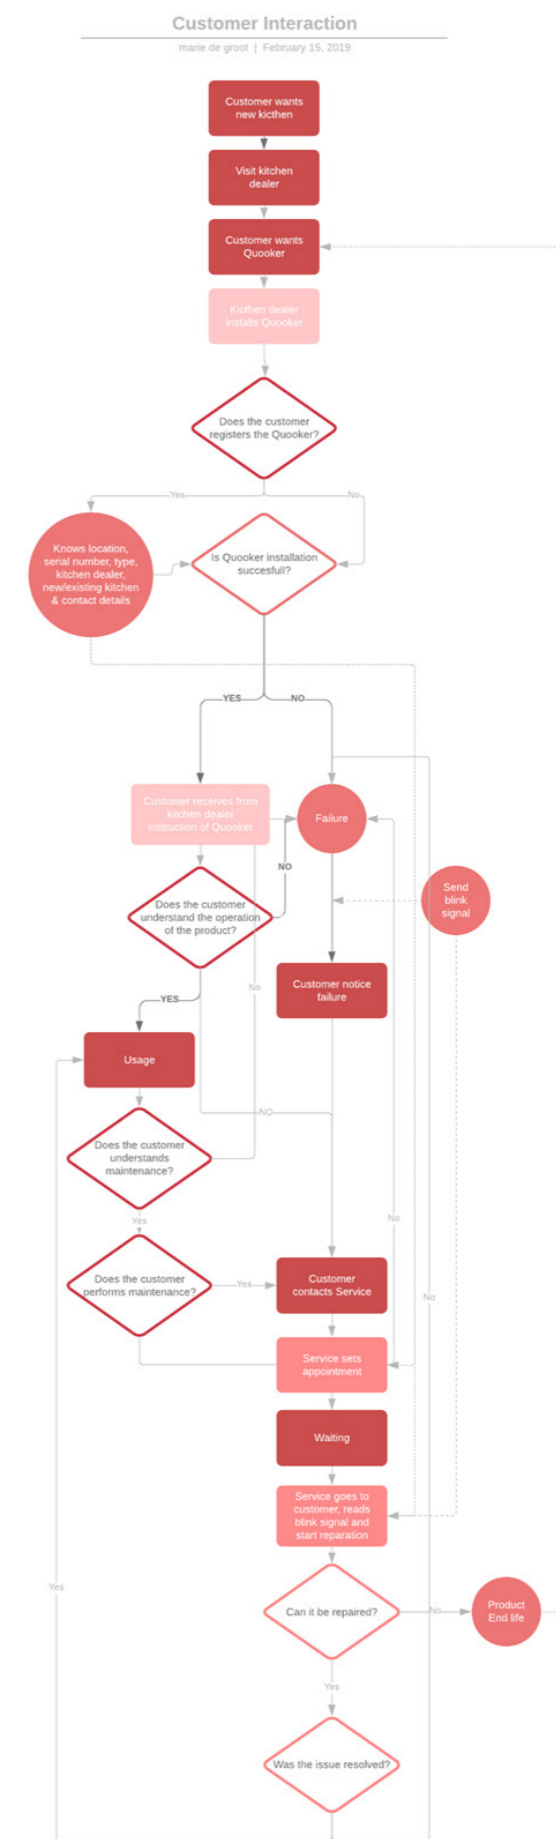 Customer Interaction
marie de groot | February 15, 2019
Customer wants
new kicthen
Visit kitchen
dealer
Customer wants
Quooker
Kicthen dealer
installs Quooker
Does the customer
registers the Quooker?
Yes
No
Knows location,
serial number, type,
kitchen dealer,
new/existing kitchen
& contact details
Is Quooker installation
succesfull?
YES
NO
Customer receives from
kitchen dealer
instruction of Quooker
Failure
NO
Does the customer
understand the operation
of the product?
Send
blink
signal
Customer notice
failure
No
YES
Usage
NO
Does the customer
understands
maintenance?
Yes
No
Does the customer
performs maintenance?
Yes
Customer
contacts Service
No
Service sets
appointment
Waiting
Service goes to
customer, reads
blink signal and
start reparation
Yes
Can it be repaired?
No
Product
End life
Yes
Was the issue resolved?